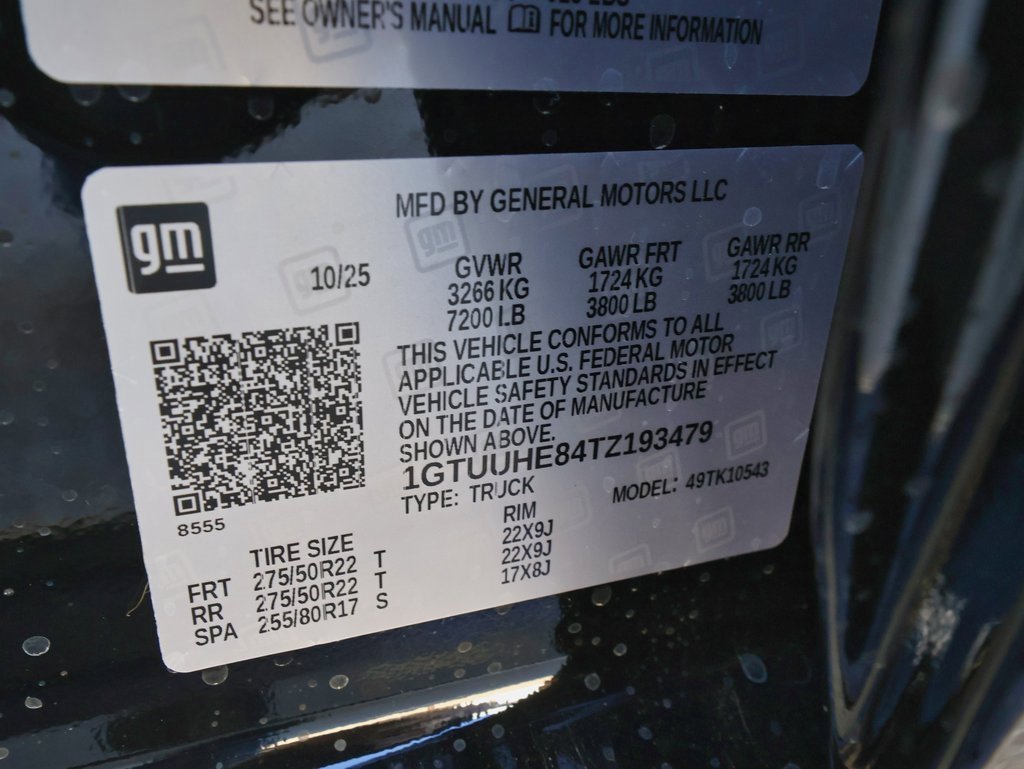 SEE OWNER'S MANUAL FOR MORE INFORMATION
gm
MFD BY GENERAL MOTORS LLC
10/25
GVWR GAWR FRT GAWR RR
3266 KG 1724 KG 1724 KG
7200 LB 3800 LB 3800 LB
THIS VEHICLE CONFORMS TO ALL
APPLICABLE U.S. FEDERAL MOTOR
VEHICLE SAFETY STANDARDS IN EFFECT
ON THE DATE OF MANUFACTURE
SHOWN ABOVE.
1GTUUHE84TZ193479
TYPE: TRUCK MODEL: 49TK10543
8555
TIRE SIZE RIM
FRT 275/50R22 T 22X9J
RR 275/50R22 T 22X9J
SPA 255/80R17 S 17X8J